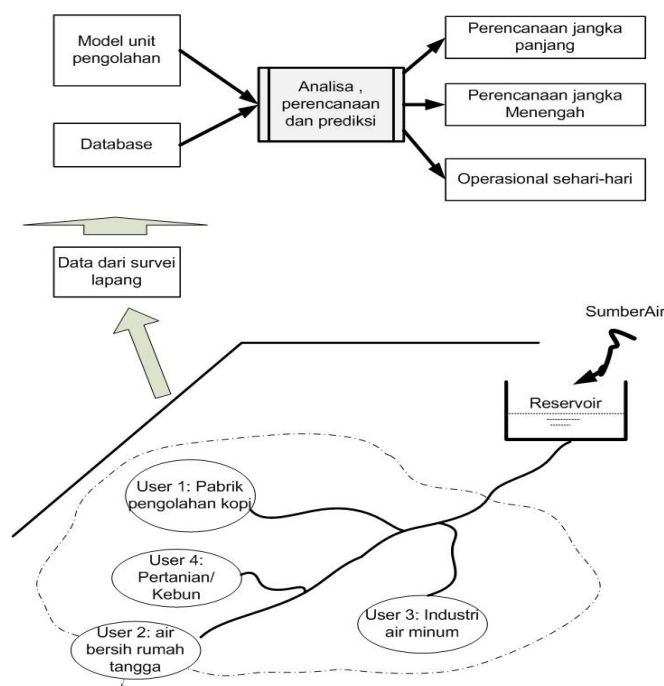 Model unit
pengolahan
Database
Analisa ,
perencanaan
dan prediksi
Perencanaan jangka
panjang
Perencanaan jangka
Menengah
Operasional sehari-hari
Data dari survei
lapang
SumberAir
Reservoir
User 1: Pabrik
pengolahan kopi
User 4:
Pertanian/
Kebun
User 2: air
bersih rumah
tangga
User 3: Industri
air minum